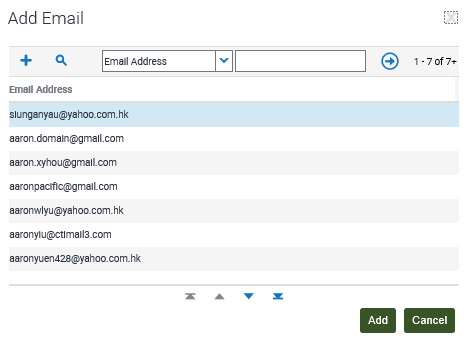 Add Email
Email Address 1 - 7 of 7+
Email Address
siunganyau@yahoo.com.hk
aaron.domain@gmail.com
aaron.xyhou@gmail.com
aaronpacific@gmail.com
aaronwlyu@yahoo.com.hk
aaronyiu@ctimail3.com
aaronyuen428@yahoo.com.hk
Add Cancel